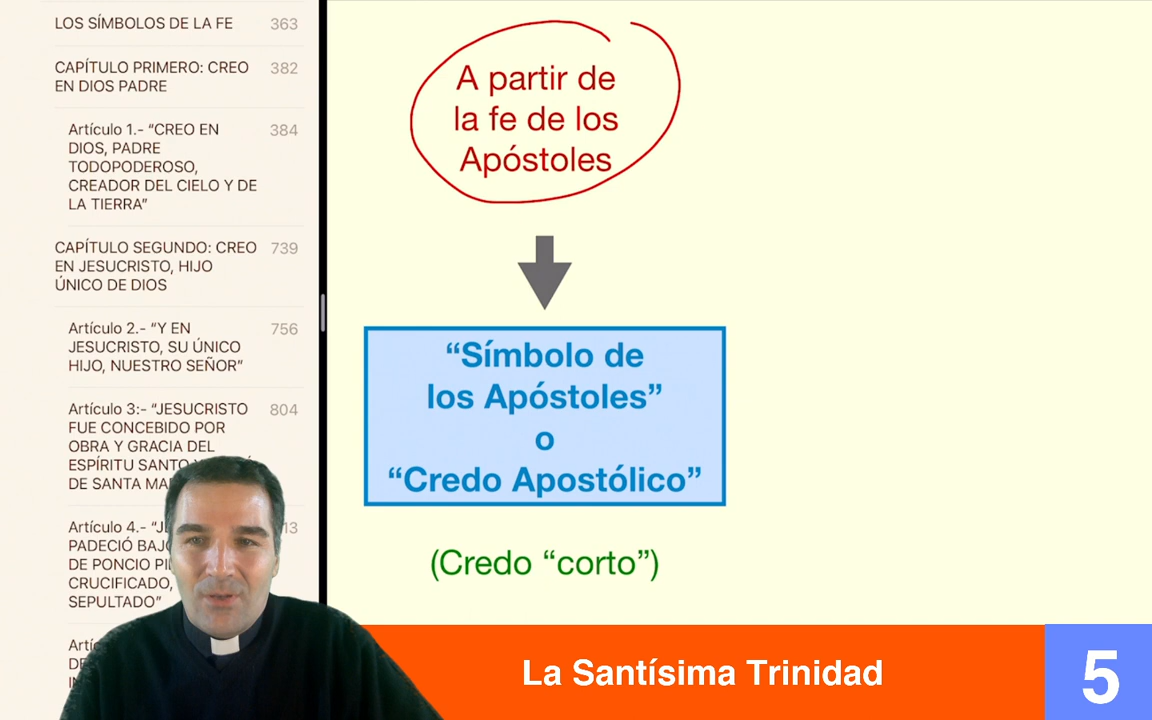 LOS SÍMBOLOS DE LA FE 363
CAPÍTULO PRIMERO: CREO 382
EN DIOS PADRE
Artículo 1.- “CREO EN 384
DIOS, PADRE
TODOPODEROSO,
CREADOR DEL CIELO Y DE
LA TIERRA”
CAPÍTULO SEGUNDO: CREO 739
EN JESUCRISTO, HIJO
ÚNICO DE DIOS
Artículo 2.- “Y EN 756
JESUCRISTO, SU ÚNICO
HIJO, NUESTRO SEÑOR”
Artículo 3:- “JESUCRISTO 804
FUE CONCEBIDO POR
OBRA Y GRACIA DEL
ESPÍRITU SANTO
DE SANTA
Artículo 4.-
PADECIÓ
DE PONCIO
CRUCIFICADO,
SEPULTADO”
A partir de
la fe de los
Apóstoles
“Símbolo de
los Apóstoles”
o
“Credo Apostólico”
(Credo “corto”)
La Santísima Trinidad
5